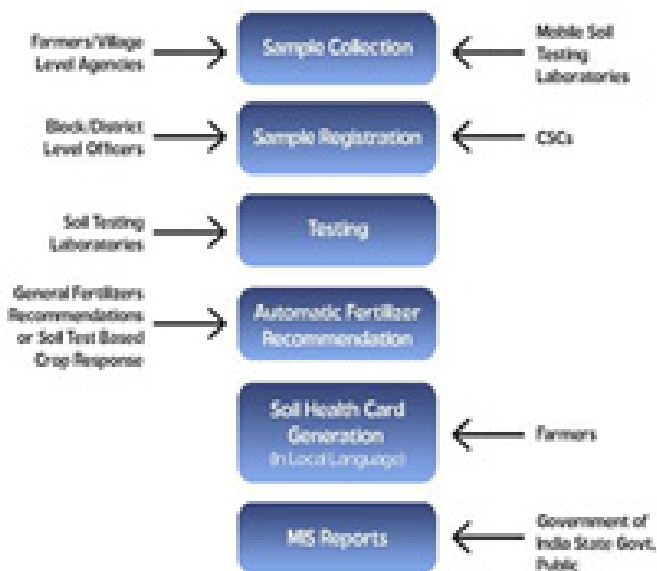 Farmers/Village
Level Agencies
Sample Collection
Mobile Soil
Testing
Laboratories
Block/District
Level Officers
Sample Registration
CSCs
Soil Testing
Laboratories
Testing
General Fertilizers
Recommendations
or Soil Test Based
Crop Response
Automatic Fertilizer
Recommendation
Soil Health Card
Generation
(In Local Language)
Farmers
MIS Reports
Government of
India State Govt.
Public